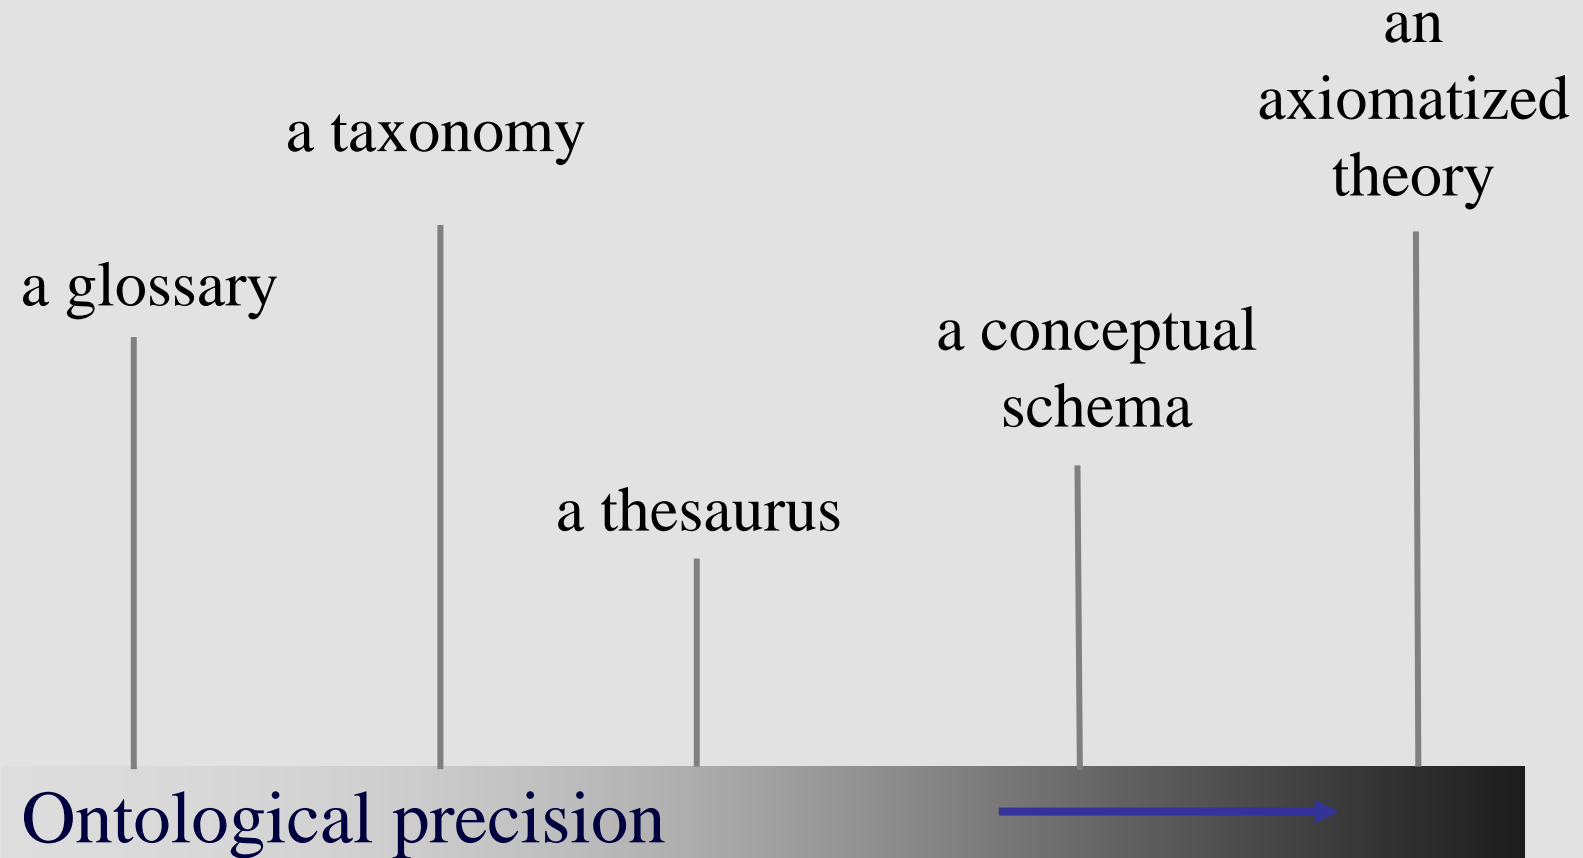 a glossary
a taxonomy
a thesaurus
a conceptual
schema
an
axiomatized
theory
Ontological precision